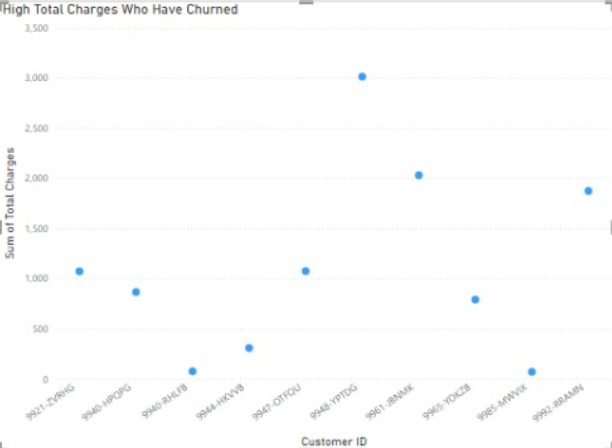 High Total Charges Who Have Churned
3,500
3,000
2,500
2,000
1,500
1,000
500
0
Sum of Total Charges
9921-ZVRHG
9940-HPQPG
9940-RHLFB
9944-HKVVB
9947-OTFQU
9948-YPTDG
9961-JBNMK
9965-YOKZB
9985-MWVIX
9992-RRAMN
Customer ID